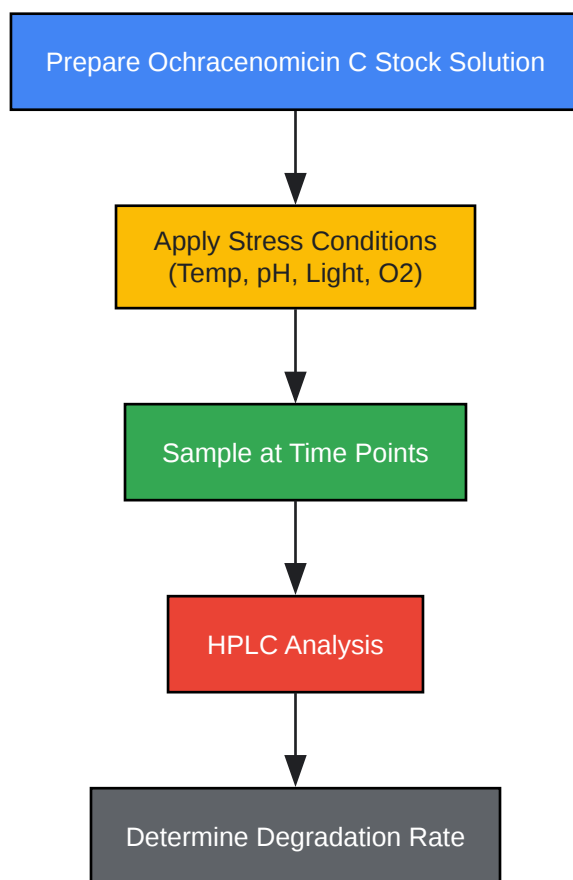 Prepare Ochracenomicin C Stock Solution
Apply Stress Conditions
(Temp, pH, Light, O2)
Sample at Time Points
HPLC Analysis
Determine Degradation Rate